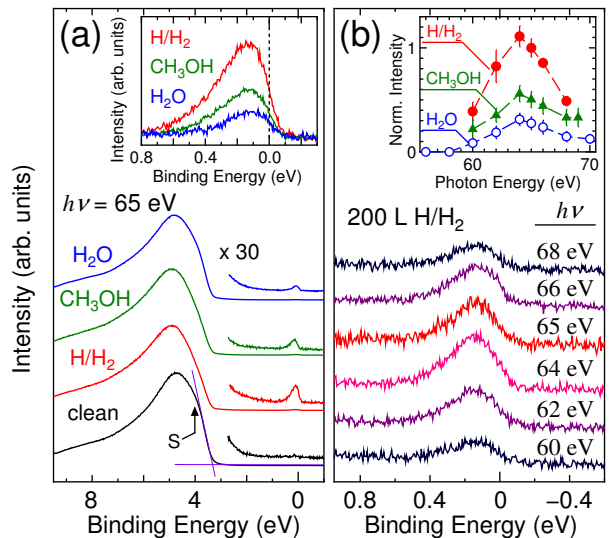 (a)
Intensity (arb. units)
H/H₂
CH₃OH
H₂O
0.8 0.4 0.0
Binding Energy (eV)
hν = 65 eV
Intensity (arb. units)
H₂O
x 30
CH₃OH
H/H₂
clean
S
8 4 0
Binding Energy (eV)
(b)
Norm. Intensity
1
0
H/H₂
CH₃OH
H₂O
60 70
Photon Energy (eV)
200 L H/H₂
hν
68 eV
66 eV
65 eV
64 eV
62 eV
60 eV
0.8 0.4 0 −0.4
Binding Energy (eV)